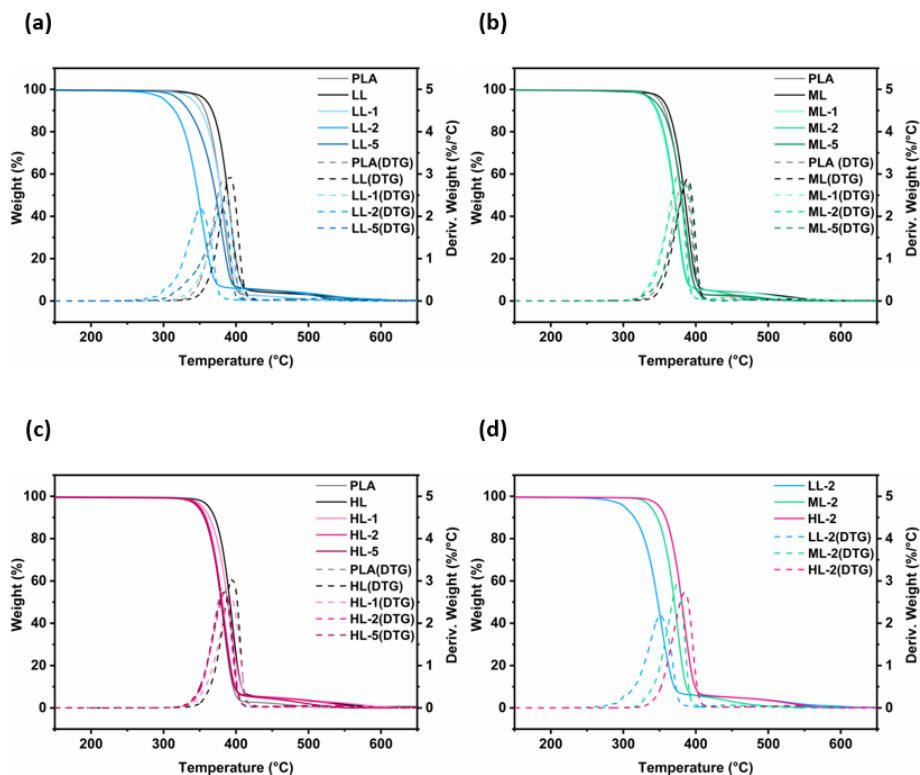 (a)
100
80
60
40
20
0
Weight (%)
200
300
400
500
600
Temperature (°C)
5
4
3
2
1
0
Deriv. Weight (%/°C)
PLA
LL
LL-1
LL-2
LL-5
PLA(DTG)
LL(DTG)
LL-1(DTG)
LL-2(DTG)
LL-5(DTG)
(b)
100
80
60
40
20
0
Weight (%)
200
300
400
500
600
Temperature (°C)
5
4
3
2
1
0
Deriv. Weight (%/°C)
PLA
ML
ML-1
ML-2
ML-5
PLA (DTG)
ML(DTG)
ML-1(DTG)
ML-2(DTG)
ML-5(DTG)
(c)
100
80
60
40
20
0
Weight (%)
200
300
400
500
600
Temperature (°C)
5
4
3
2
1
0
Deriv. Weight (%/°C)
PLA
HL
HL-1
HL-2
HL-5
PLA(DTG)
HL(DTG)
HL-1(DTG)
HL-2(DTG)
HL-5(DTG)
(d)
100
80
60
40
20
0
Weight (%)
200
300
400
500
600
Temperature (°C)
5
4
3
2
1
0
Deriv. Weight (%/°C)
LL-2
ML-2
HL-2
LL-2(DTG)
ML-2(DTG)
HL-2(DTG)